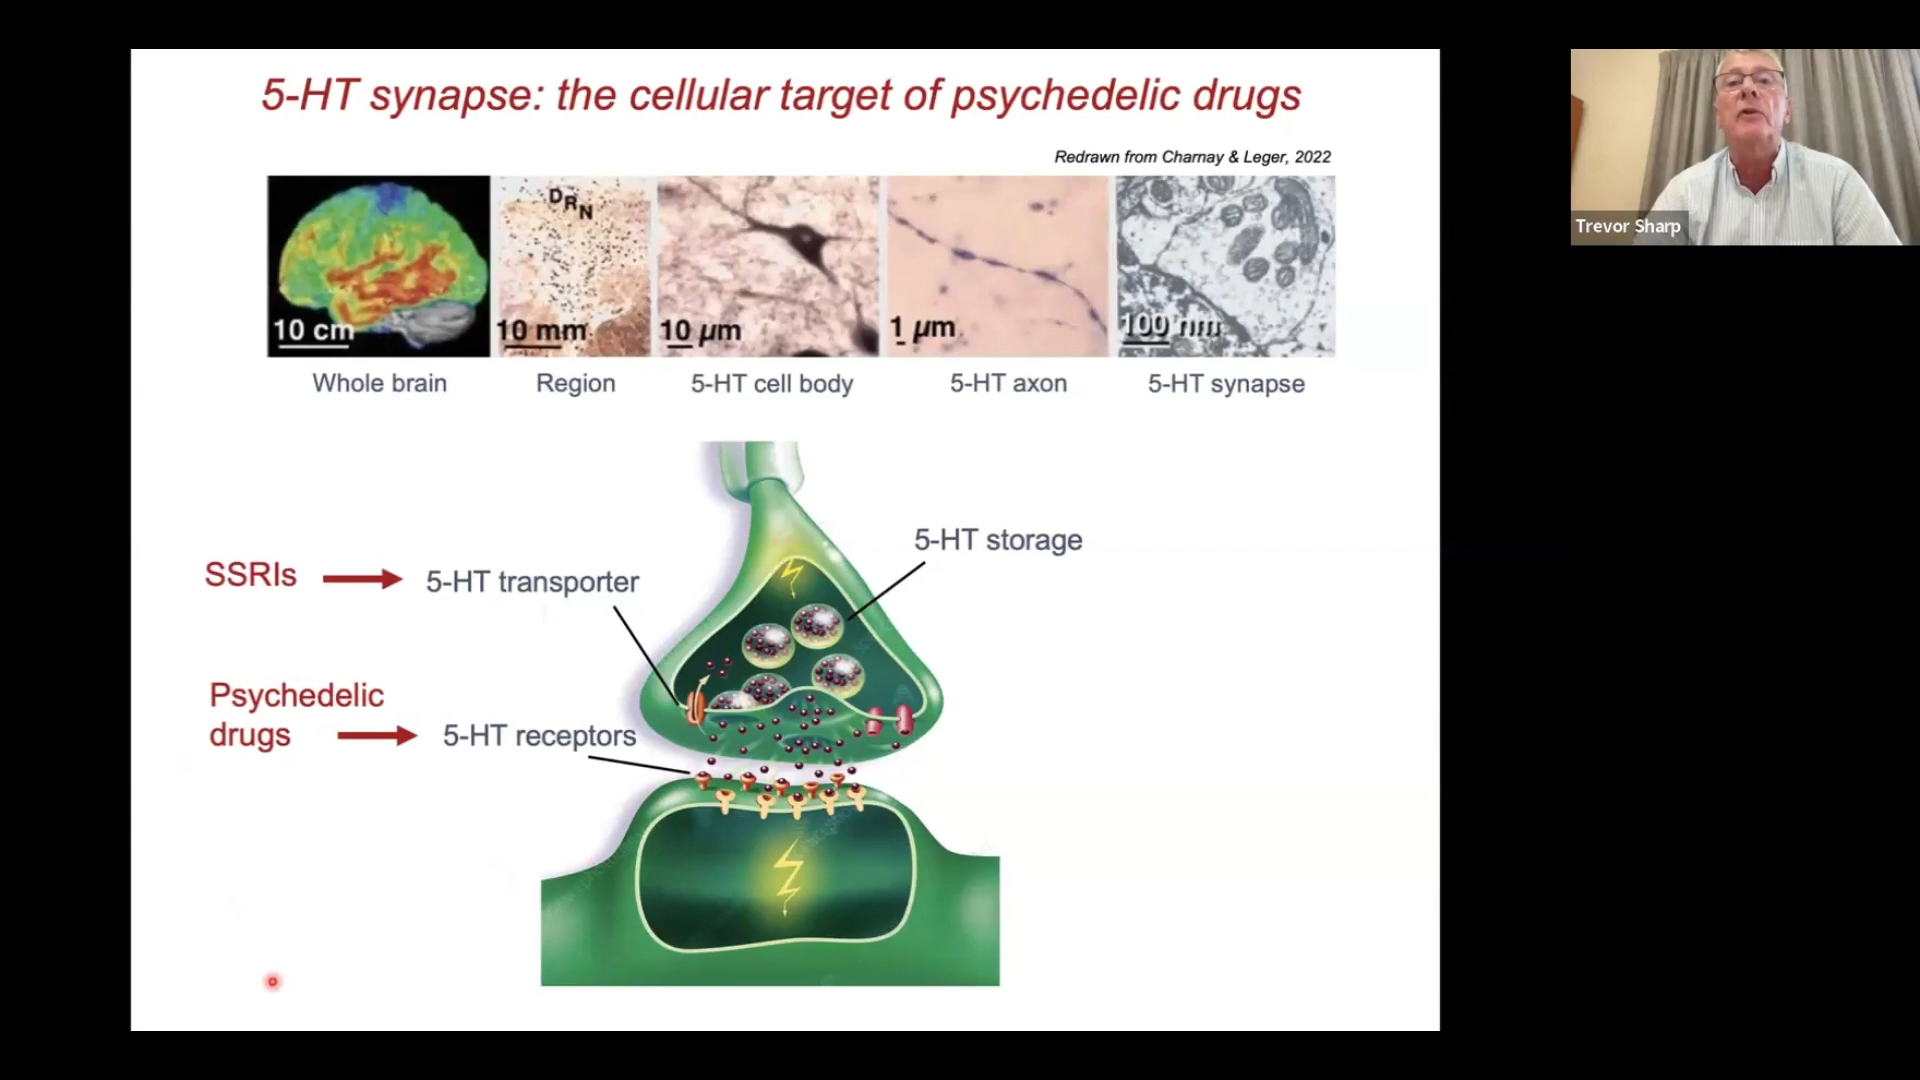 5-HT synapse: the cellular target of psychedelic drugs
Redrawn from Charnay & Leger, 2022
DRN
10 cm
10 mm
10 µm
1 µm
100 nm
Whole brain
Region
5-HT cell body
5-HT axon
5-HT synapse
5-HT storage
SSRIs
5-HT transporter
Psychedelic
drugs
5-HT receptors
Trevor Sharp